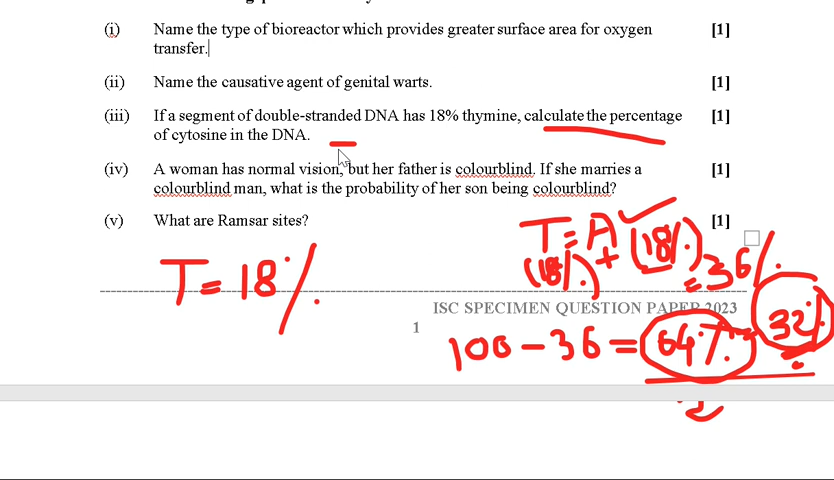 (i) Name the type of bioreactor which provides greater surface area for oxygen [1]
transfer.
(ii) Name the causative agent of genital warts. [1]
(iii) If a segment of double-stranded DNA has 18% thymine, calculate the percentage [1]
of cytosine in the DNA.
(iv) A woman has normal vision, but her father is colourblind. If she marries a [1]
colourblind man, what is the probability of her son being colourblind?
(v) What are Ramsar sites? [1]
T = A
(18%) + (18%) = 36%
T = 18%
ISC SPECIMEN QUESTION PAPER 2023
1
100 - 36 = 64% = 32%
2